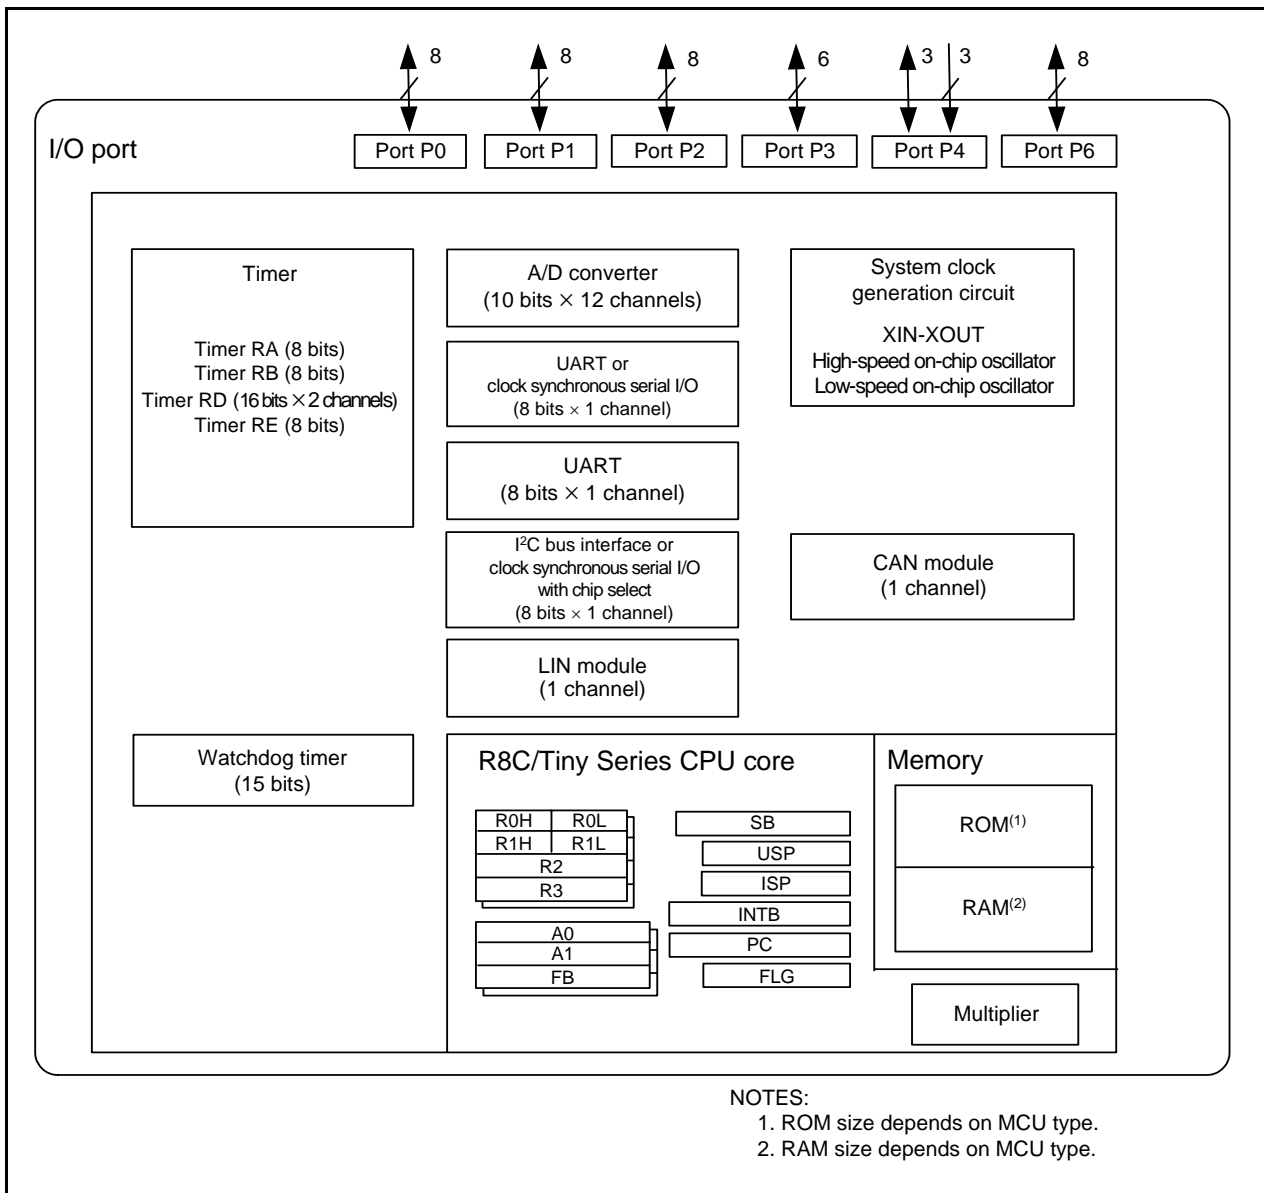 8
8
8
6
3
3
8
I/O port
Port P0
Port P1
Port P2
Port P3
Port P4
Port P6
Timer
Timer RA (8 bits)
Timer RB (8 bits)
Timer RD (16 bits × 2 channels)
Timer RE (8 bits)
A/D converter
(10 bits × 12 channels)
UART or
clock synchronous serial I/O
(8 bits × 1 channel)
UART
(8 bits × 1 channel)
I²C bus interface or
clock synchronous serial I/O
with chip select
(8 bits × 1 channel)
LIN module
(1 channel)
System clock
generation circuit
XIN-XOUT
High-speed on-chip oscillator
Low-speed on-chip oscillator
CAN module
(1 channel)
Watchdog timer
(15 bits)
R8C/Tiny Series CPU core
R0H
R0L
R1H
R1L
R2
R3
A0
A1
FB
SB
USP
ISP
INTB
PC
FLG
Memory
ROM(1)
RAM(2)
Multiplier
NOTES:
1. ROM size depends on MCU type.
2. RAM size depends on MCU type.